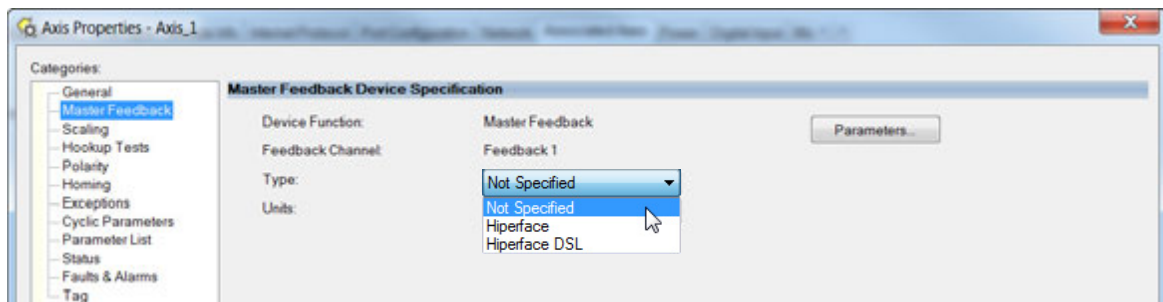 Axis Properties - Axis_1
Categories:
General
Master Feedback
Scaling
Hookup Tests
Polarity
Homing
Exceptions
Cyclic Parameters
Parameter List
Status
Faults & Alarms
Tag
Master Feedback Device Specification
Device Function: Master Feedback
Parameters...
Feedback Channel: Feedback 1
Type: Not Specified
Units: Not Specified
Hiperface
Hiperface DSL